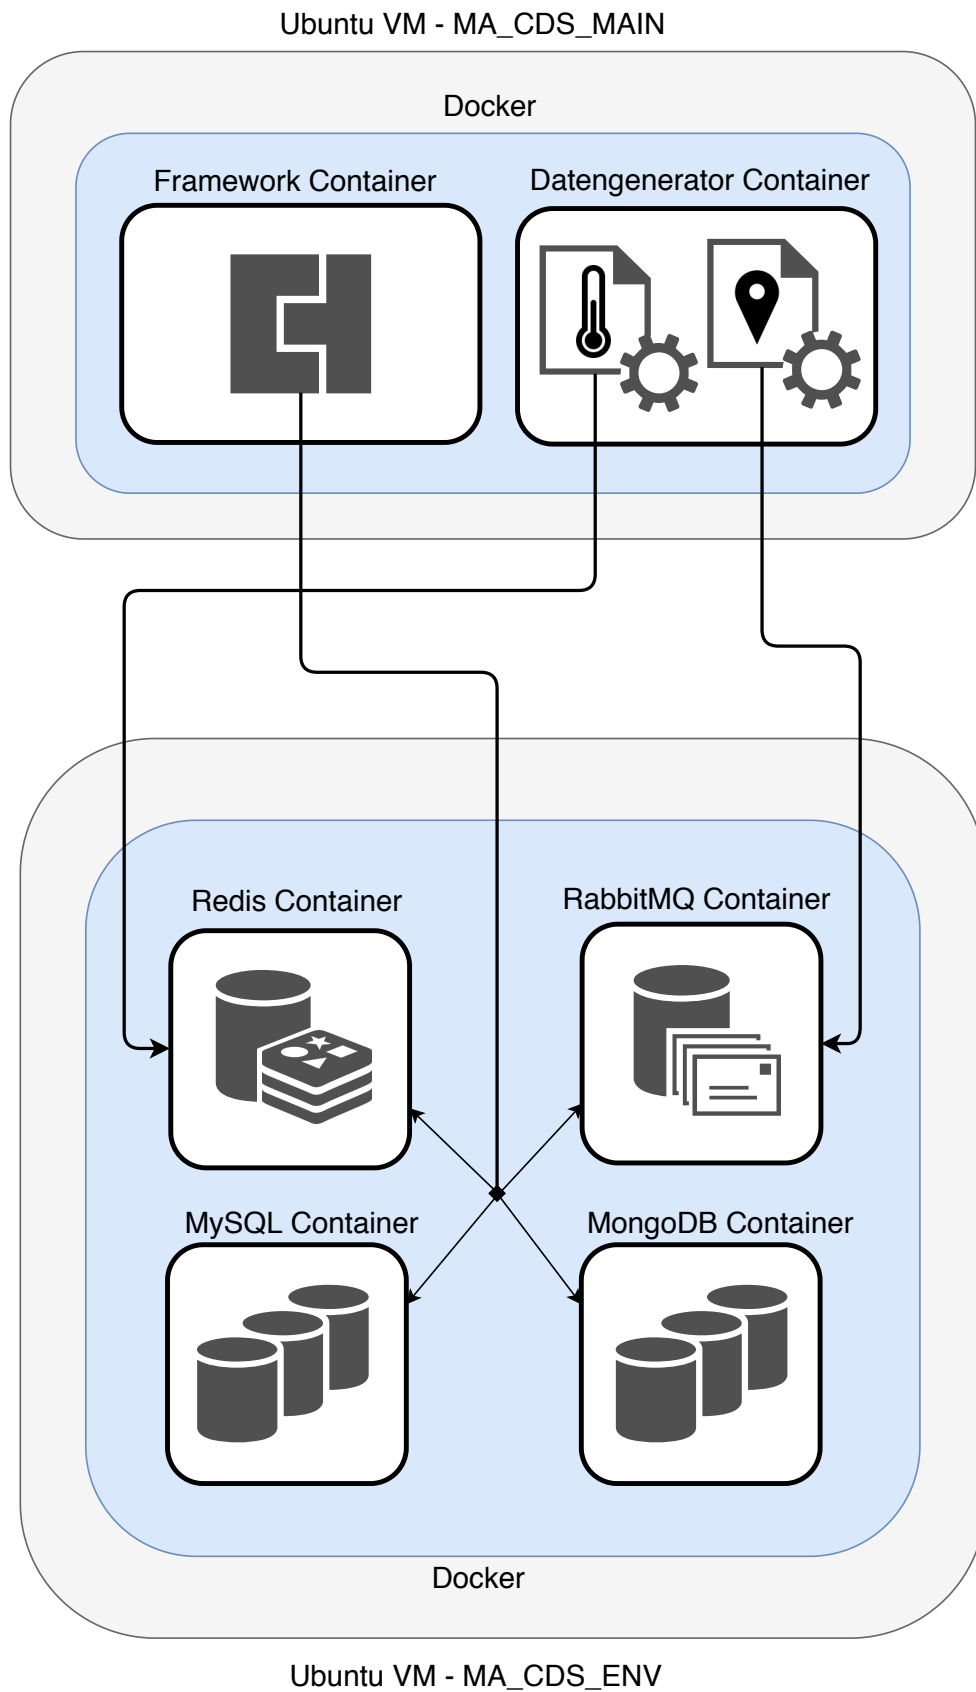 Ubuntu VM - MA_CDS_MAIN
Docker
Framework Container
Datengenerator Container
Redis Container
RabbitMQ Container
MySQL Container
MongoDB Container
Docker
Ubuntu VM - MA_CDS_ENV